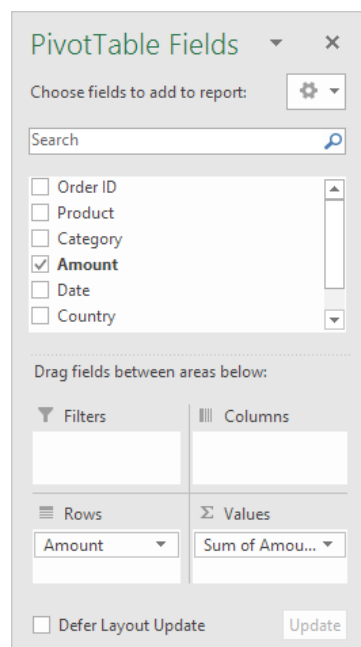 PivotTable Fields
Choose fields to add to report:
Search
Order ID
Product
Category
Amount
Date
Country
Drag fields between areas below:
Filters
Columns
Rows
Σ Values
Amount
Sum of Amou...
Defer Layout Update
Update